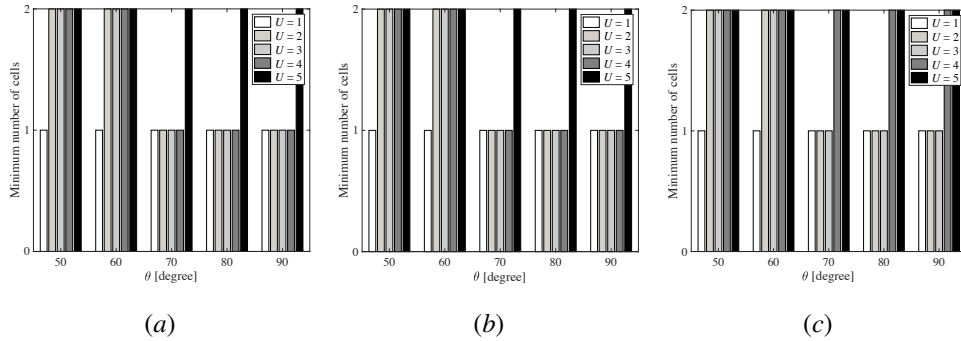 Minimum number of cells
2
1
0
50 60 70 80 90
θ [degree]
U = 1
U = 2
U = 3
U = 4
U = 5
(a)
Minimum number of cells
2
1
0
50 60 70 80 90
θ [degree]
U = 1
U = 2
U = 3
U = 4
U = 5
(b)
Minimum number of cells
2
1
0
50 60 70 80 90
θ [degree]
U = 1
U = 2
U = 3
U = 4
U = 5
(c)